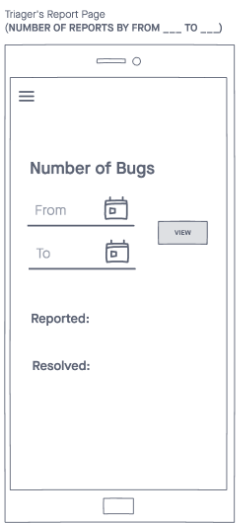 Triager's Report Page
(NUMBER OF REPORTS BY FROM ___ TO ___)
Number of Bugs
From
VIEW
To
Reported:
Resolved: